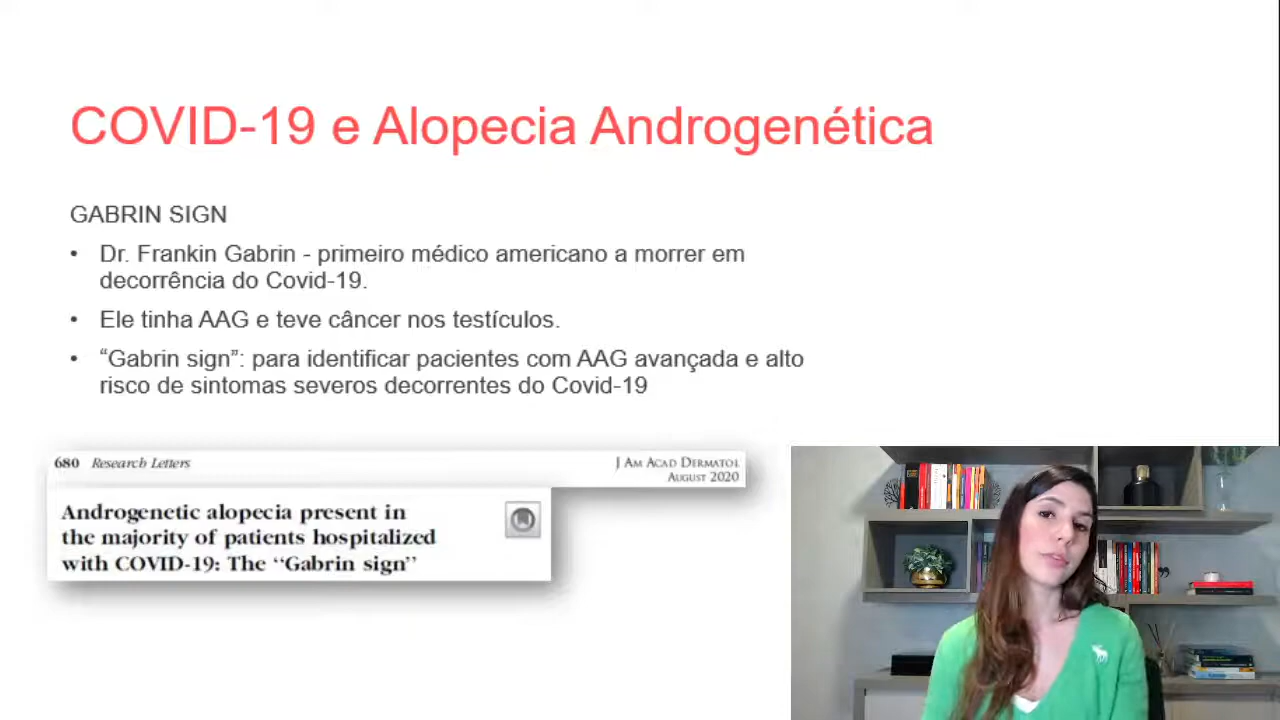 COVID-19 e Alopecia Androgenética
GABRIN SIGN
• Dr. Frankin Gabrin - primeiro médico americano a morrer em
decorrência do Covid-19.
• Ele tinha AAG e teve câncer nos testículos.
• “Gabrin sign”: para identificar pacientes com AAG avançada e alto
risco de sintomas severos decorrentes do Covid-19
680 Research Letters
J AM ACAD DERMATOL
AUGUST 2020
Androgenetic alopecia present in
the majority of patients hospitalized
with COVID-19: The “Gabrin sign”